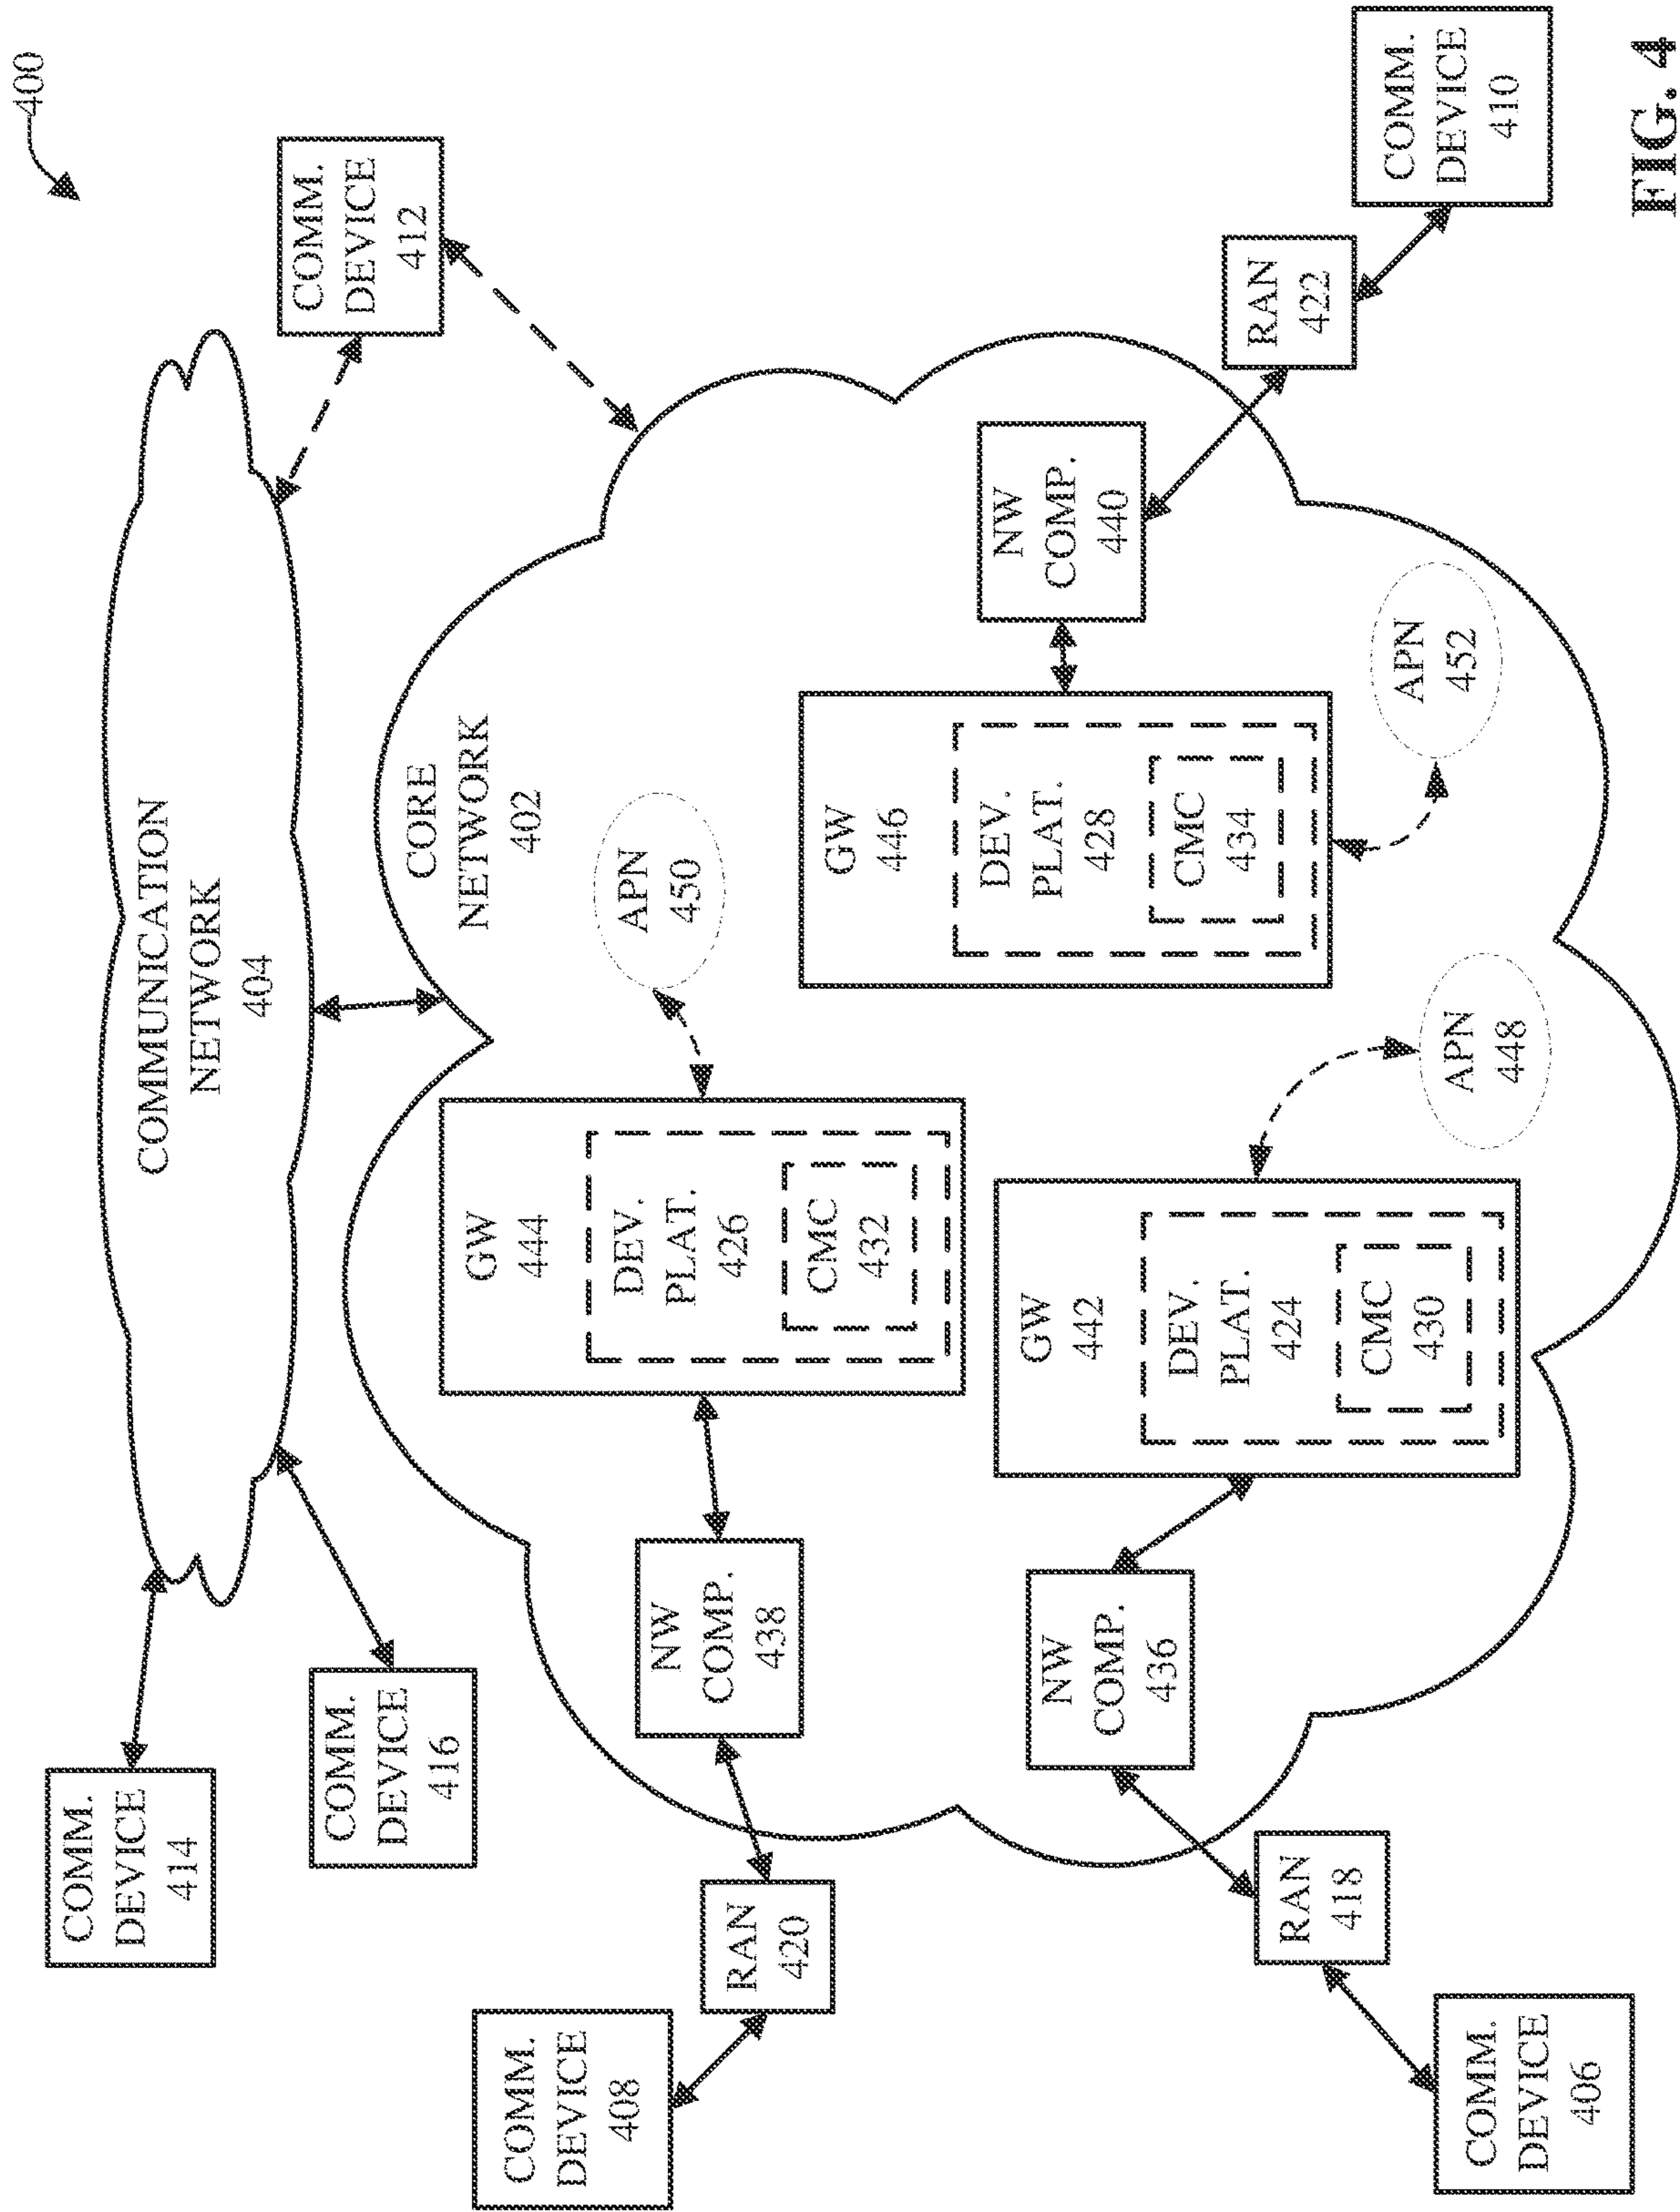 400
COMM.
DEVICE
414
COMMUNICATION
NETWORK
404
COMM.
DEVICE
416
COMM.
DEVICE
412
CORE
NETWORK
402
COMM.
DEVICE
408
RAN
420
NW
COMP.
438
GW
444
DEV.
PLAT.
426
CMC
432
APN
450
GW
446
DEV.
PLAT.
428
CMC
434
NW
COMP.
440
RAN
422
COMM.
DEVICE
410
COMM.
DEVICE
406
RAN
418
NW
COMP.
436
GW
442
DEV.
PLAT.
424
CMC
430
APN
448
APN
452
FIG. 4